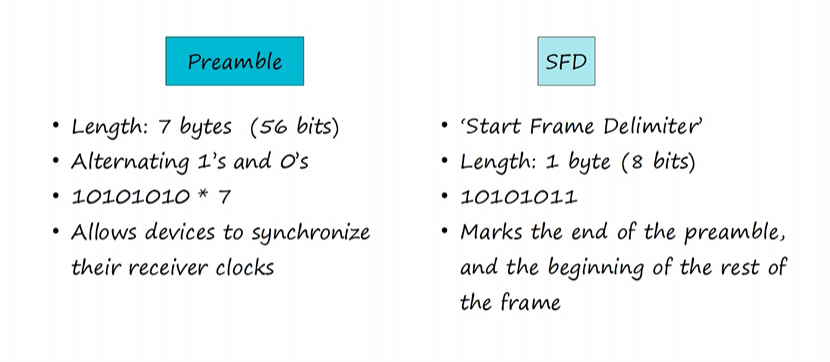 Preamble
• Length: 7 bytes (56 bits)
• Alternating 1's and 0's
• 10101010 * 7
• Allows devices to synchronize
their receiver clocks
SFD
• ‘Start Frame Delimiter’
• Length: 1 byte (8 bits)
• 10101011
• Marks the end of the preamble,
and the beginning of the rest of
the frame